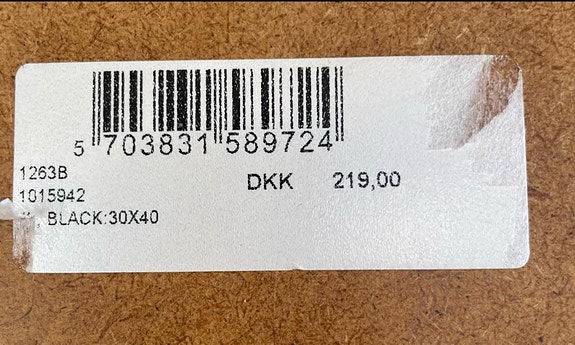 5 703831 589724
1263B
DKK 219,00
1015942
BLACK:30X40